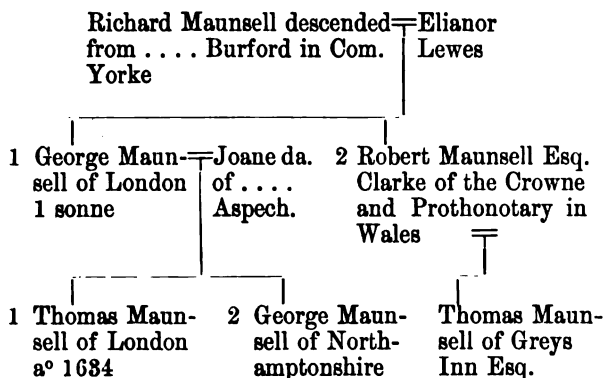 Richard Maunsell descended=Elianor
from .... Burford in Com. Lewes
Yorke
1 George Maun-=Joane da. 2 Robert Maunsell Esq.
sell of London of .... Clarke of the Crowne
1 sonne Aspech. and Prothonotary in
Wales =
1 Thomas Maun- 2 George Maun- Thomas Maun-
sell of London sell of North- sell of Greys
aº 1634 amptonshire Inn Esq.